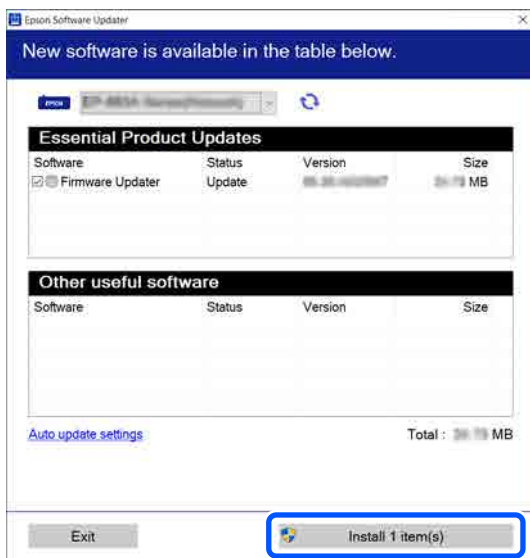 Epson Software Updater
New software is available in the table below.
EPSON
Essential Product Updates
Software Status Version Size
Firmware Updater Update MB
Other useful software
Software Status Version Size
Auto update settings Total : MB
Exit Install 1 item(s)